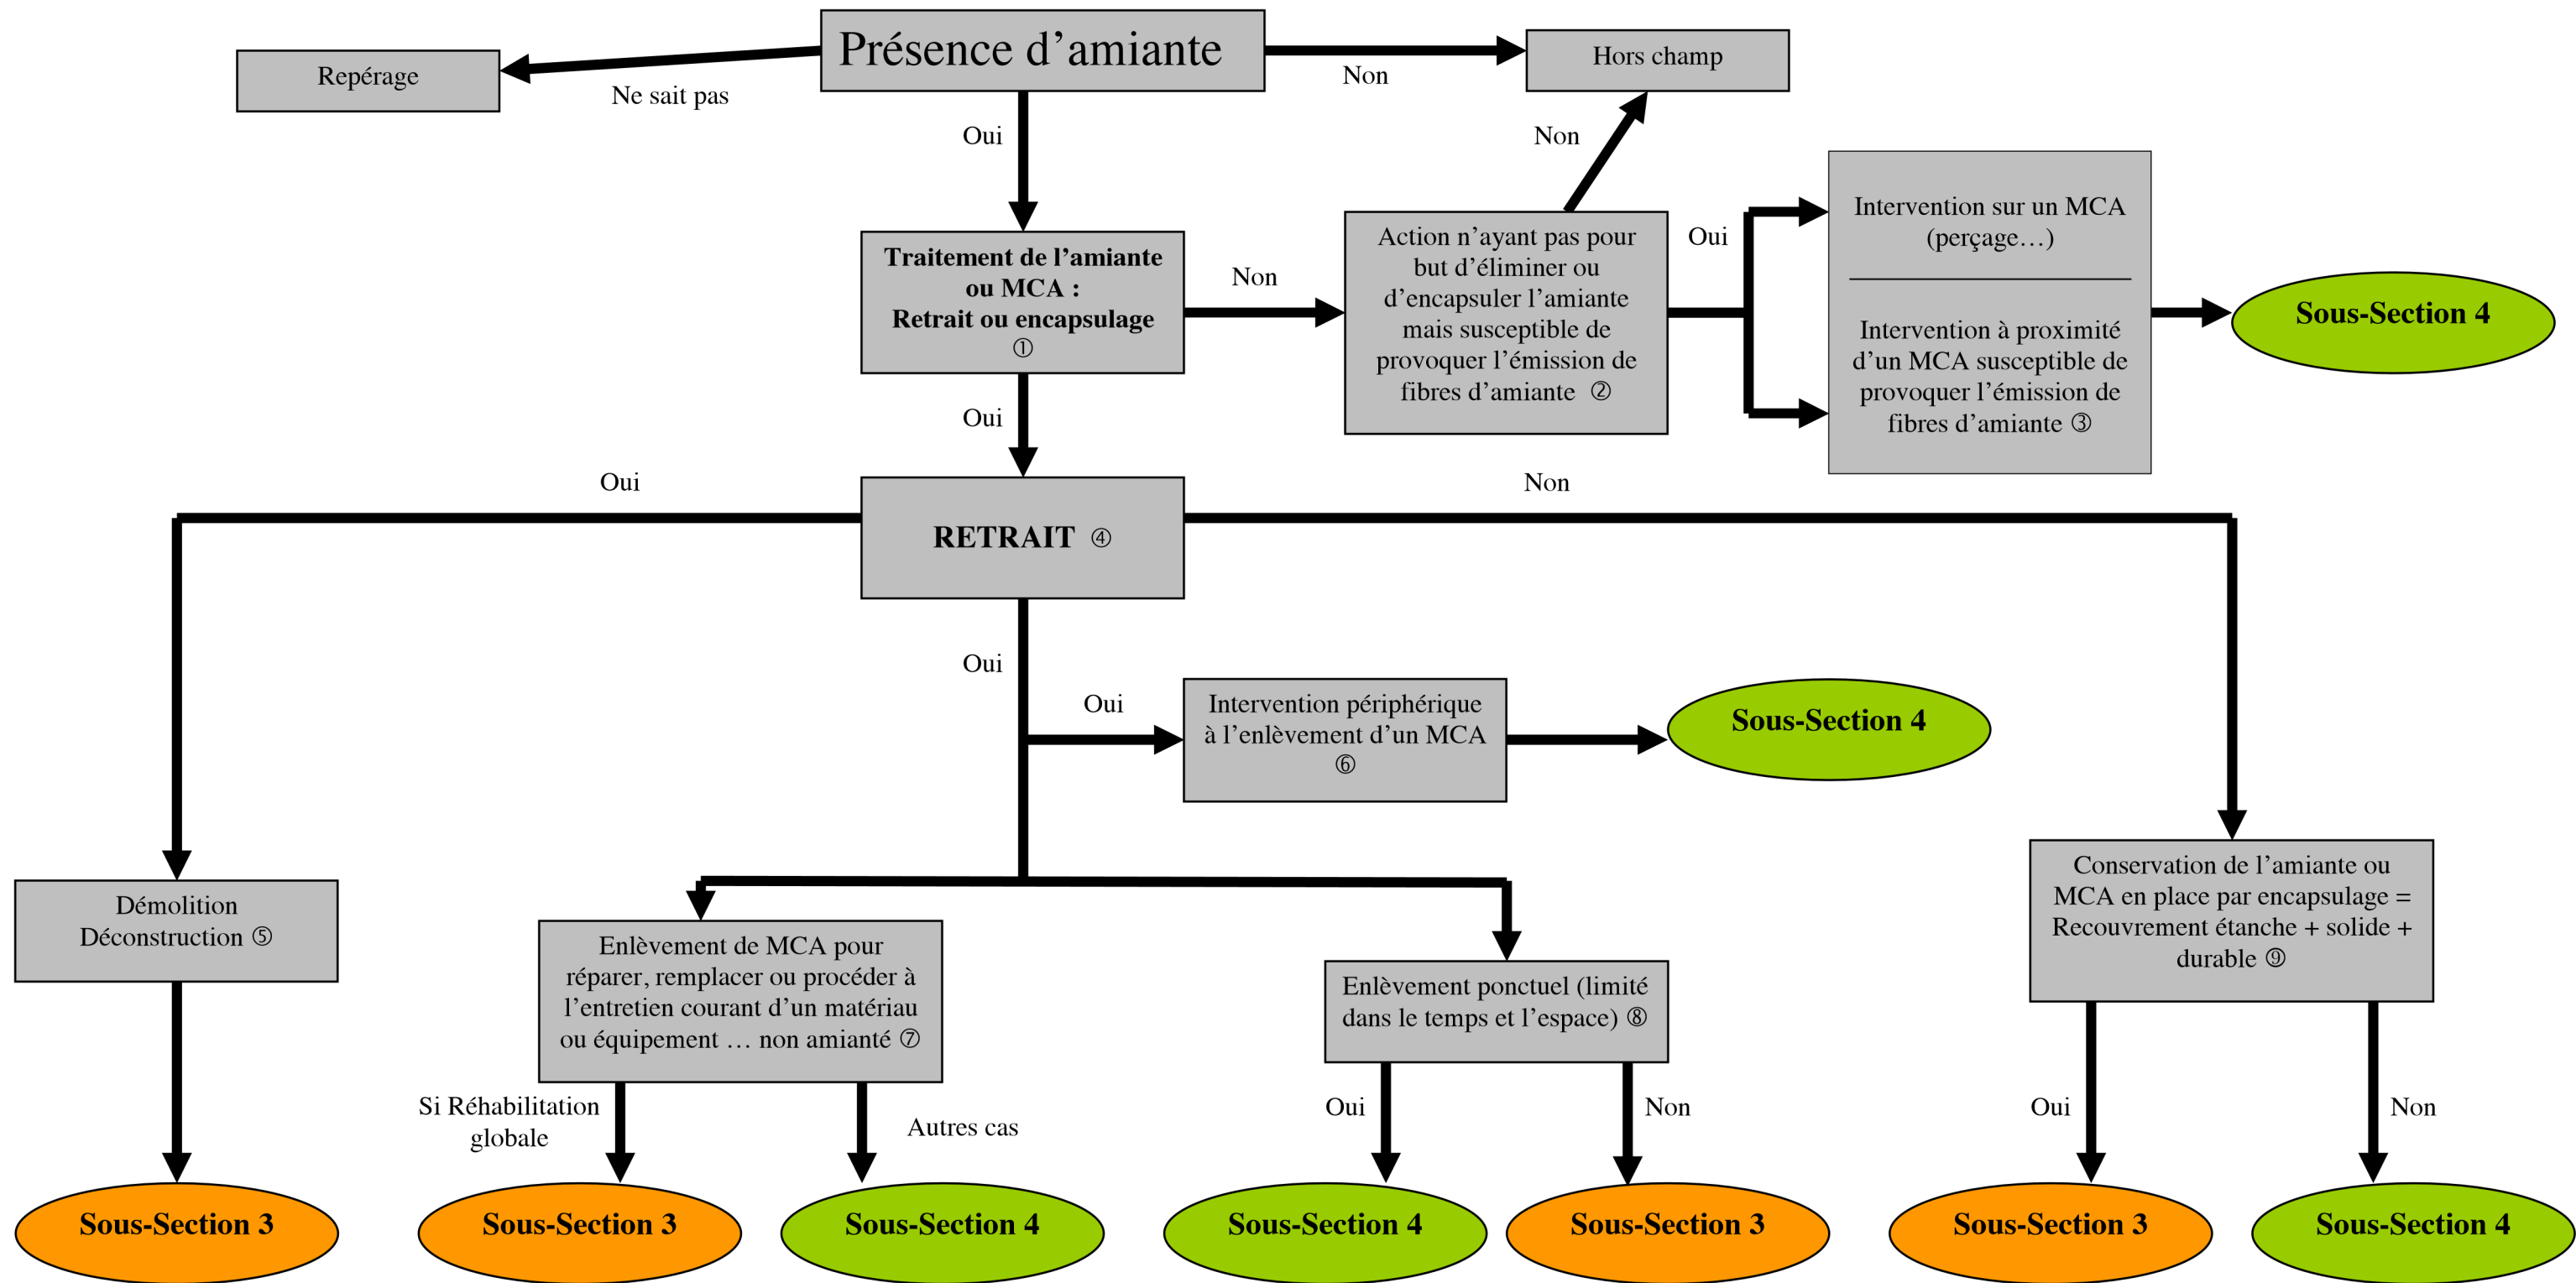 Présence d’amiante
Repérage
Ne sait pas
Non
Hors champ
Oui
Non
Traitement de l’amiante
ou MCA :
Retrait ou encapsulage
①
Non
Action n’ayant pas pour
but d’éliminer ou
d’encapsuler l’amiante
mais susceptible de
provoquer l’émission de
fibres d’amiante ②
Oui
Intervention sur un MCA
(perçage…)
Intervention à proximité
d’un MCA susceptible de
provoquer l’émission de
fibres d’amiante ③
Sous-Section 4
Oui
Oui
RETRAIT ④
Non
Oui
Oui
Intervention périphérique
à l’enlèvement d’un MCA
⑥
Sous-Section 4
Démolition
Déconstruction ⑤
Enlèvement de MCA pour
réparer, remplacer ou procéder à
l’entretien courant d’un matériau
ou équipement … non amianté ⑦
Enlèvement ponctuel (limité
dans le temps et l’espace) ⑧
Conservation de l’amiante ou
MCA en place par encapsulage =
Recouvrement étanche + solide +
durable ⑨
Si Réhabilitation
globale
Autres cas
Oui
Non
Oui
Non
Sous-Section 3
Sous-Section 3
Sous-Section 4
Sous-Section 4
Sous-Section 3
Sous-Section 3
Sous-Section 4